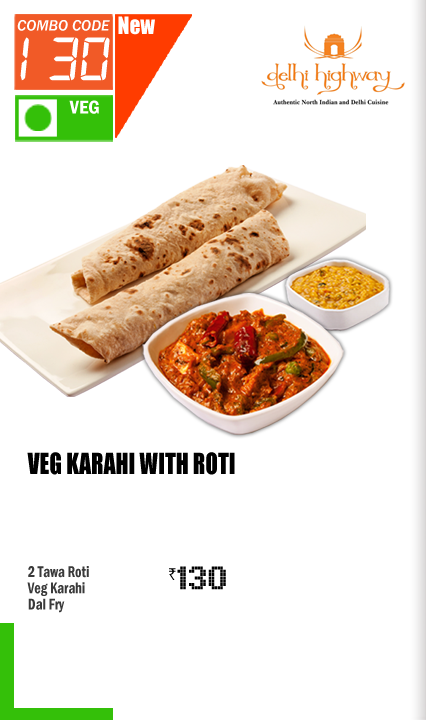 COMBO CODE
130
New
VEG
delhi highway
Authentic North Indian and Delhi Cuisine
VEG KARAHI WITH ROTI
2 Tawa Roti
Veg Karahi
Dal Fry
₹130